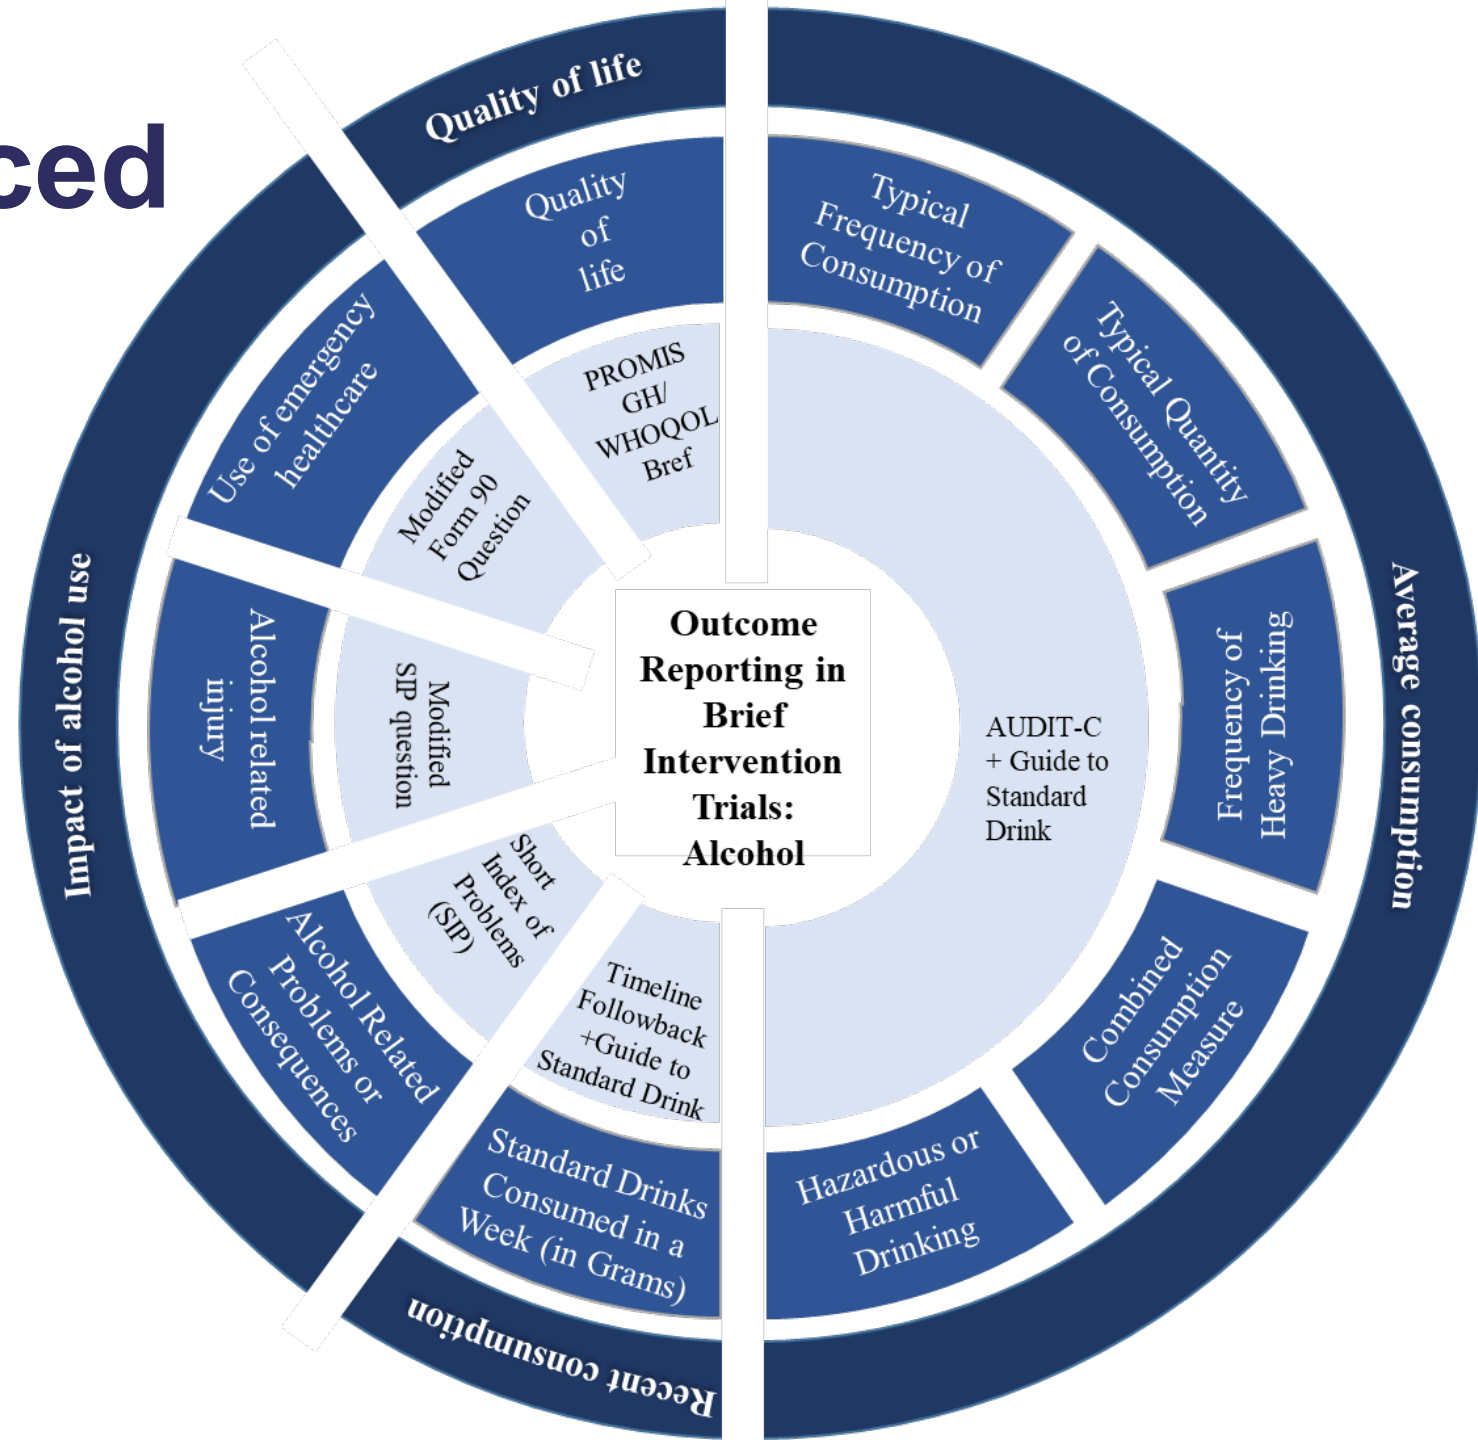 ced
Quality of life
Quality
of
life
PROMIS
GH/
WHOQOL
Bref
Average consumption
Typical
Frequency of
Consumption
Typical Quantity
of Consumption
Frequency of
Heavy Drinking
Combined
Consumption
Measure
Hazardous or
Harmful
Drinking
AUDIT-C
+ Guide to
Standard
Drink
Recent consumption
Standard Drinks
Consumed in a
Week (in Grams)
Timeline
Followback
+Guide to
Standard Drink
Impact of alcohol use
Alcohol Related
Problems or
Consequences
Short
Index of
Problems
(SIP)
Alcohol related
injury
Modified
SIP question
Use of emergency
healthcare
Modified
Form 90
Question
Outcome
Reporting in
Brief
Intervention
Trials:
Alcohol